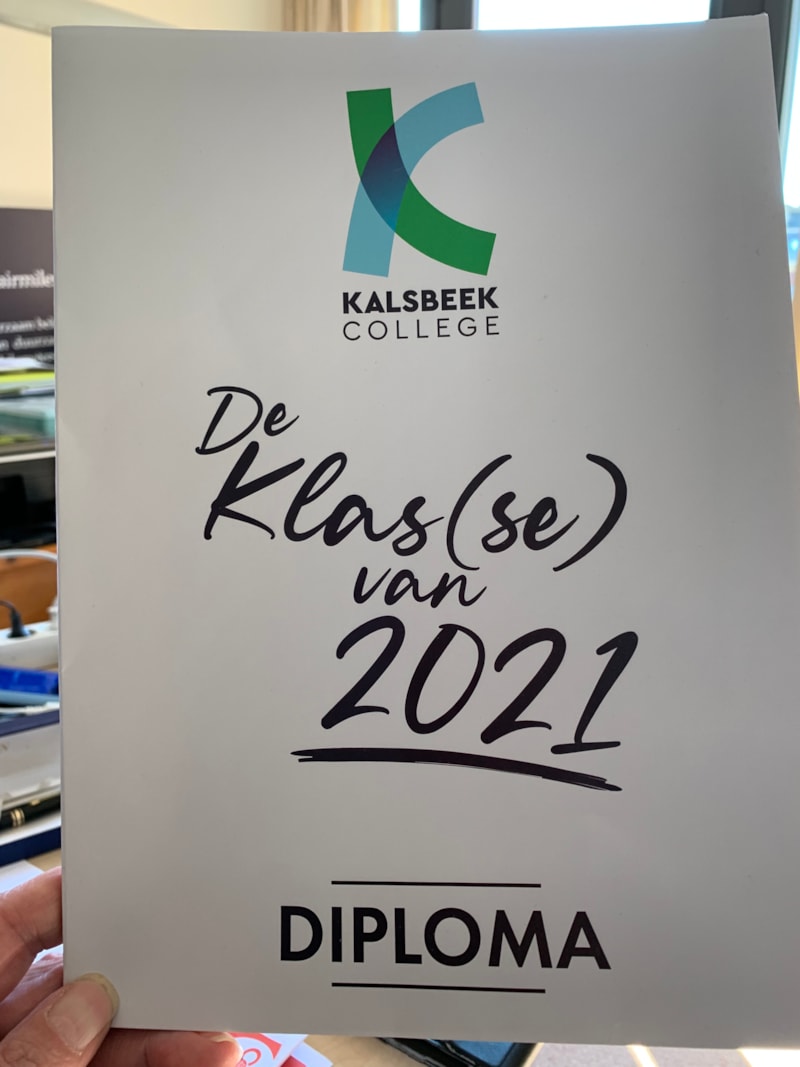 KALSBEEK
COLLEGE
De
Klas(se)
van
2021
DIPLOMA